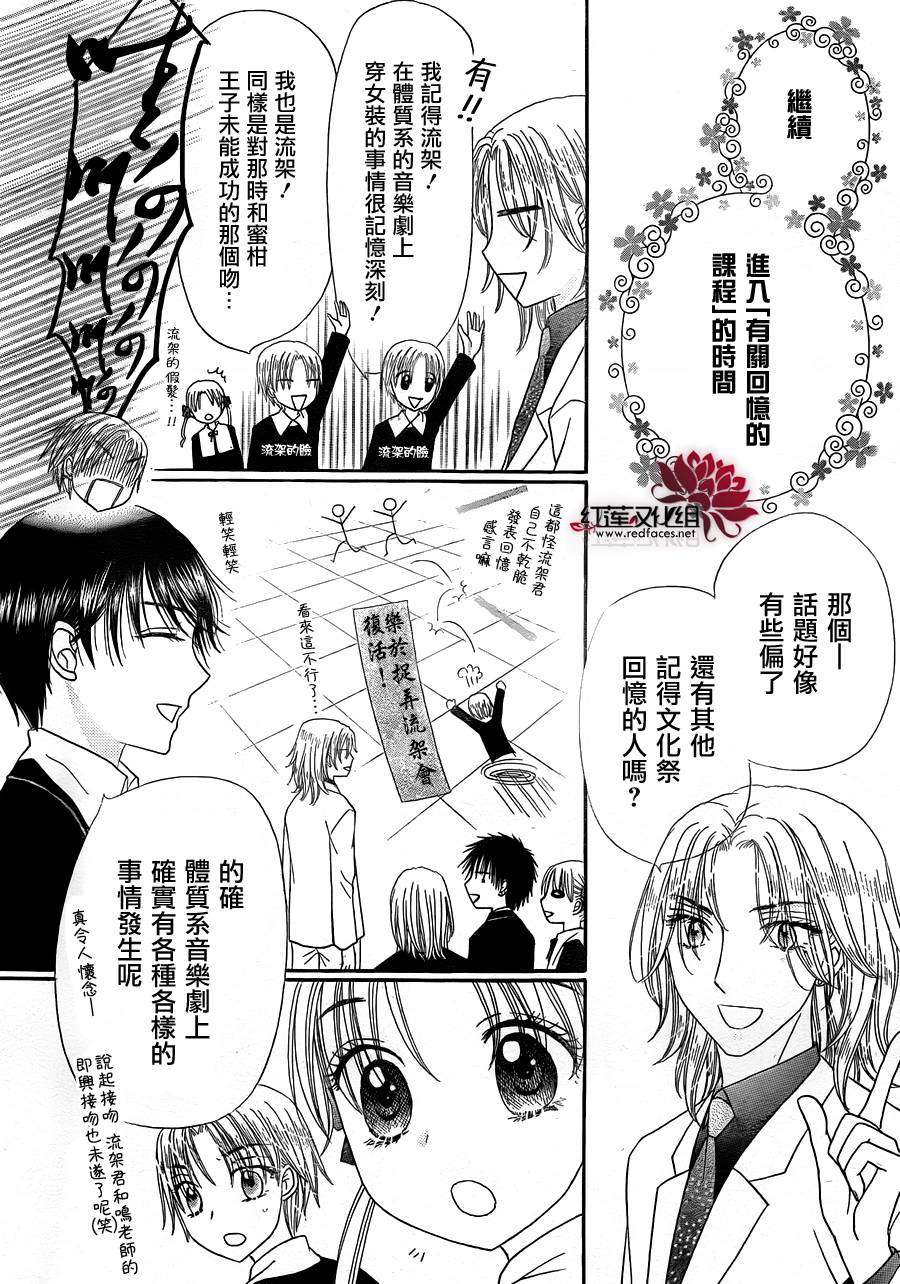 繼續
進入「有關回憶的
課程」的時間
有!!
我記得流架!
在體質系的音樂劇上
穿女裝的事情很記憶深刻!
我也是流架!
同樣是對那時和蜜柑
王子未能成功的那個吻…
流架的臉
流架的臉
流架的假髮…!!
紅蓮文化組
www.redfaces.net
那個—
話題好像
有些偏了
還有其他
記得文化祭
回憶的人嗎?
這都怪流架君
自己不乾脆
發表回憶
感言嘛
樂於捉弄流架會
復活!
看來這不行了…
輕笑輕笑
的確
體質系音樂劇上
確實有各種各樣的
事情發生呢
真令人懷念—
說起接吻 流架君和鳴老師的
即興接吻也未遂了呢(笑)